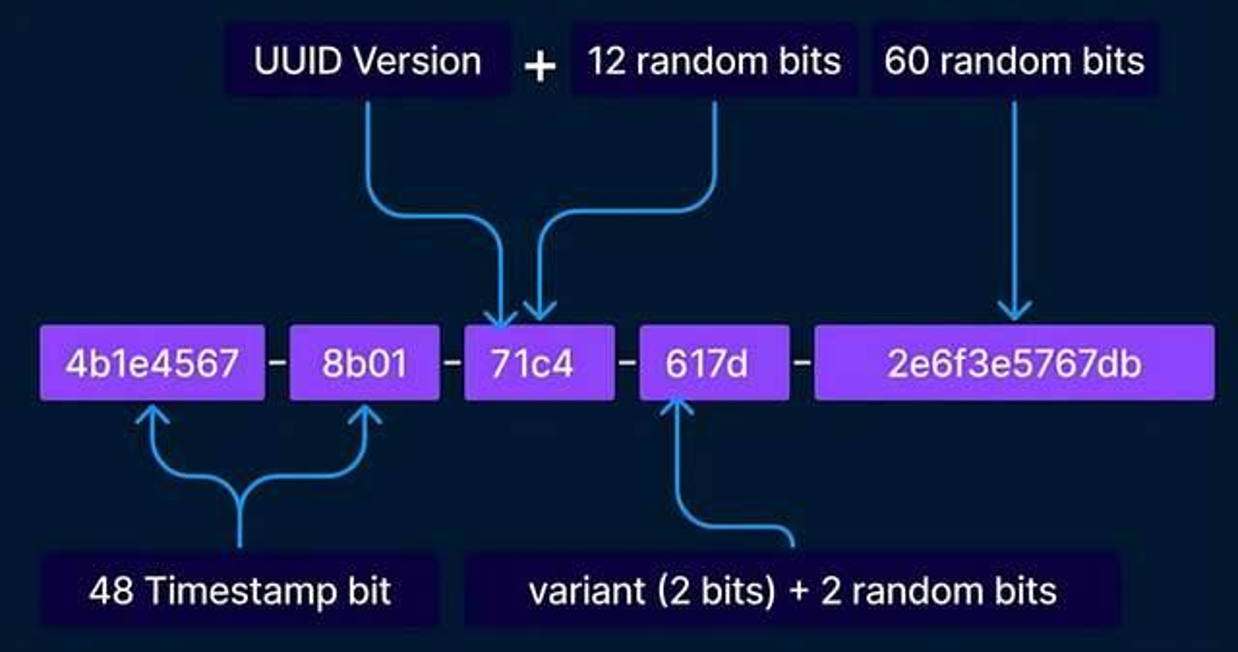 UUID Version + 12 random bits 60 random bits
4b1e4567 - 8b01 - 71c4 - 617d - 2e6f3e5767db
48 Timestamp bit variant (2 bits) + 2 random bits